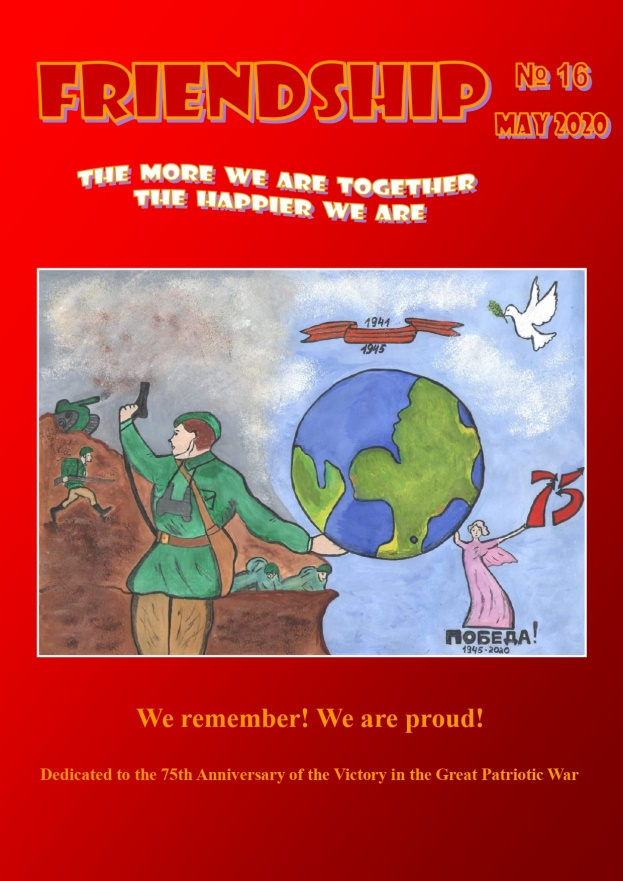 FRIENDSHIP
№ 16
MAY 2020
THE MORE WE ARE TOGETHER
THE HAPPIER WE ARE
1941
1945
75
ПОБЕДА!
1945-2020
We remember! We are proud!
Dedicated to the 75th Anniversary of the Victory in the Great Patriotic War